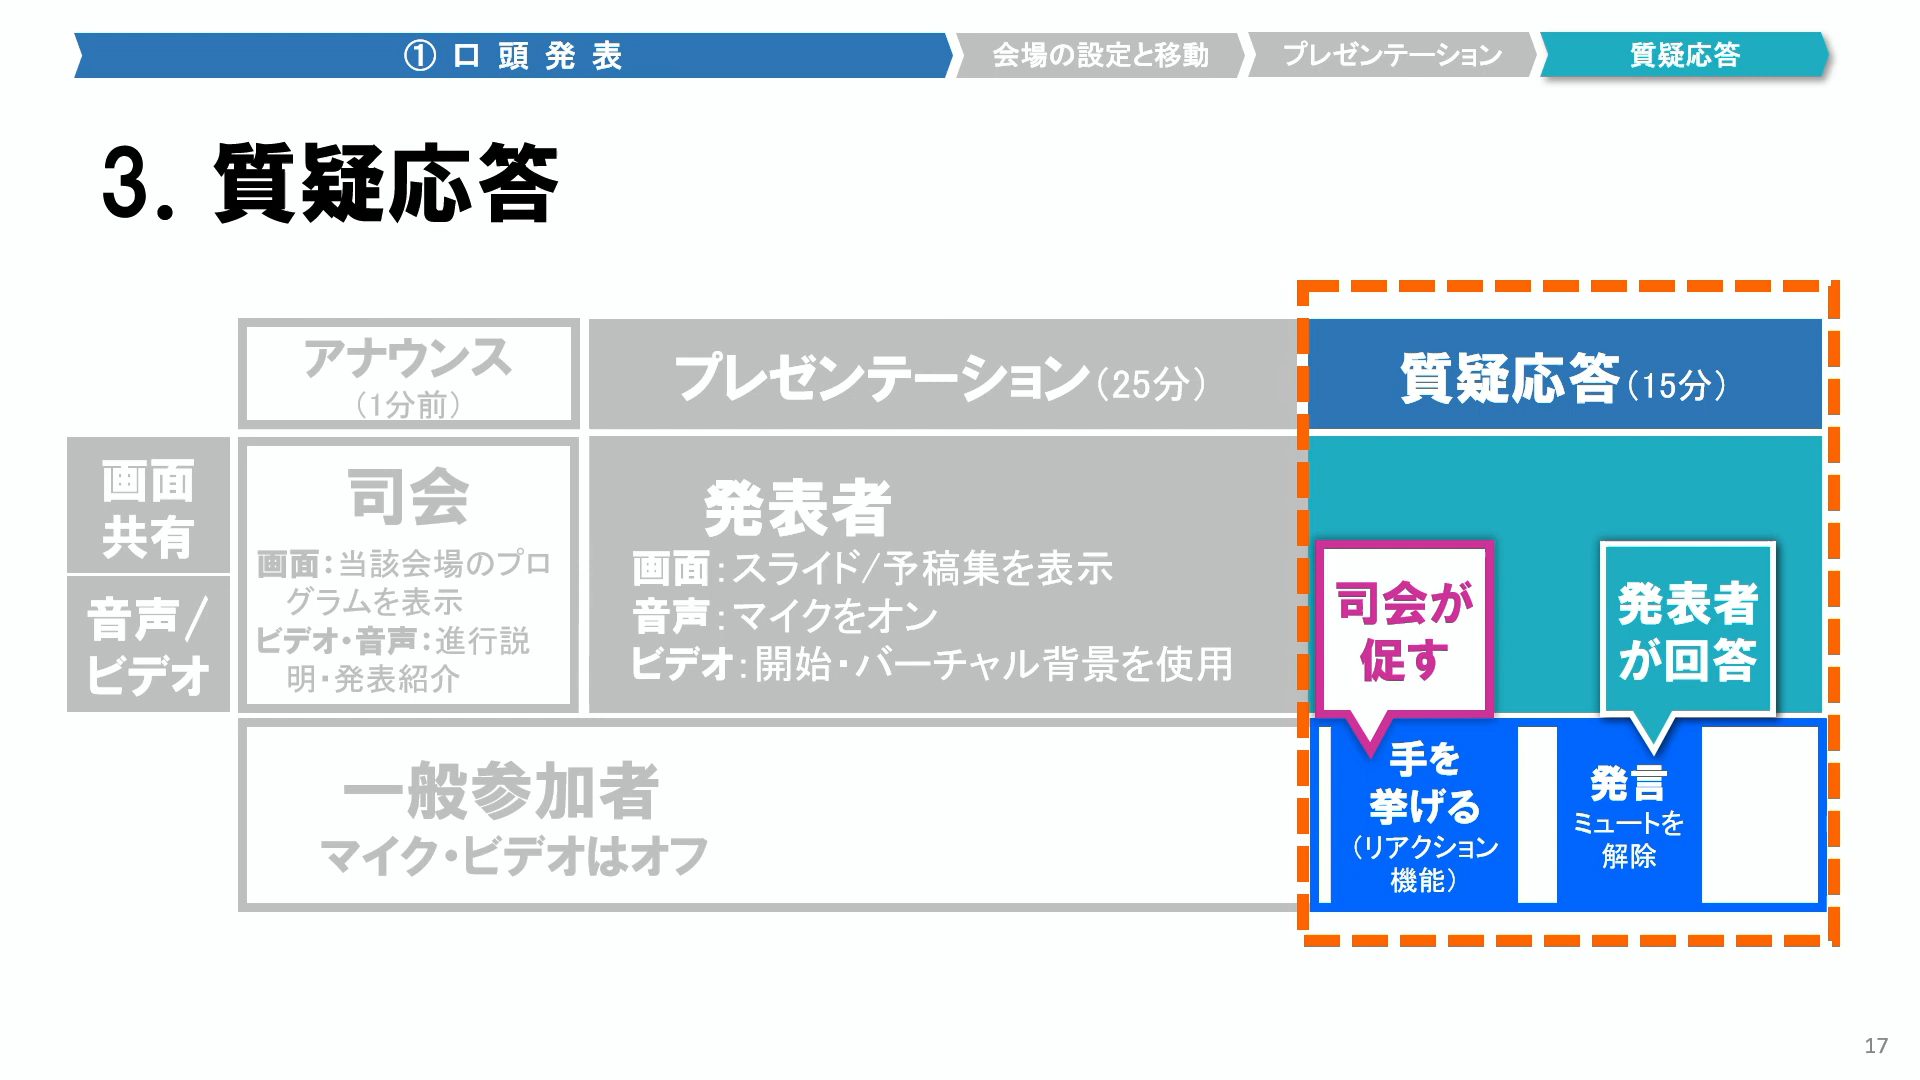 ① 口 頭 発 表
会場の設定と移動
プレゼンテーション
質疑応答
3. 質疑応答
アナウンス
(1分前)
プレゼンテーション(25分)
質疑応答(15分)
画面
共有
音声/
ビデオ
司会
画面：当該会場のプロ
グラムを表示
ビデオ・音声：進行説
明・発表紹介
発表者
画面：スライド/予稿集を表示
音声：マイクをオン
ビデオ：開始・バーチャル背景を使用
司会が
促す
発表者
が回答
一般参加者
マイク・ビデオはオフ
手を
挙げる
(リアクション
機能)
発言
ミュートを
解除
17